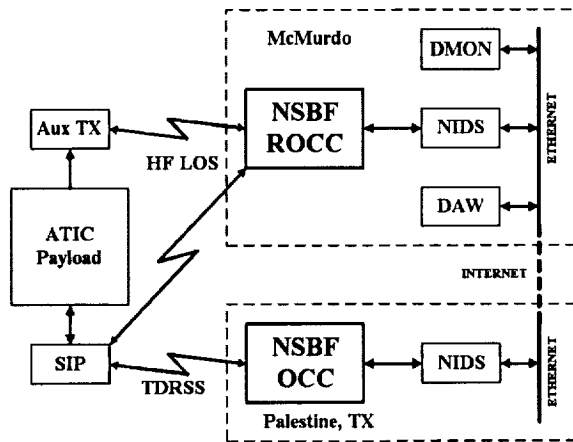 McMurdo
DMON
Aux TX
NSBF
ROCC
NIDS
ETHERNET
HF LOS
ATIC
Payload
DAW
INTERNET
SIP
NSBF
OCC
NIDS
ETHERNET
TDRSS
Palestine, TX